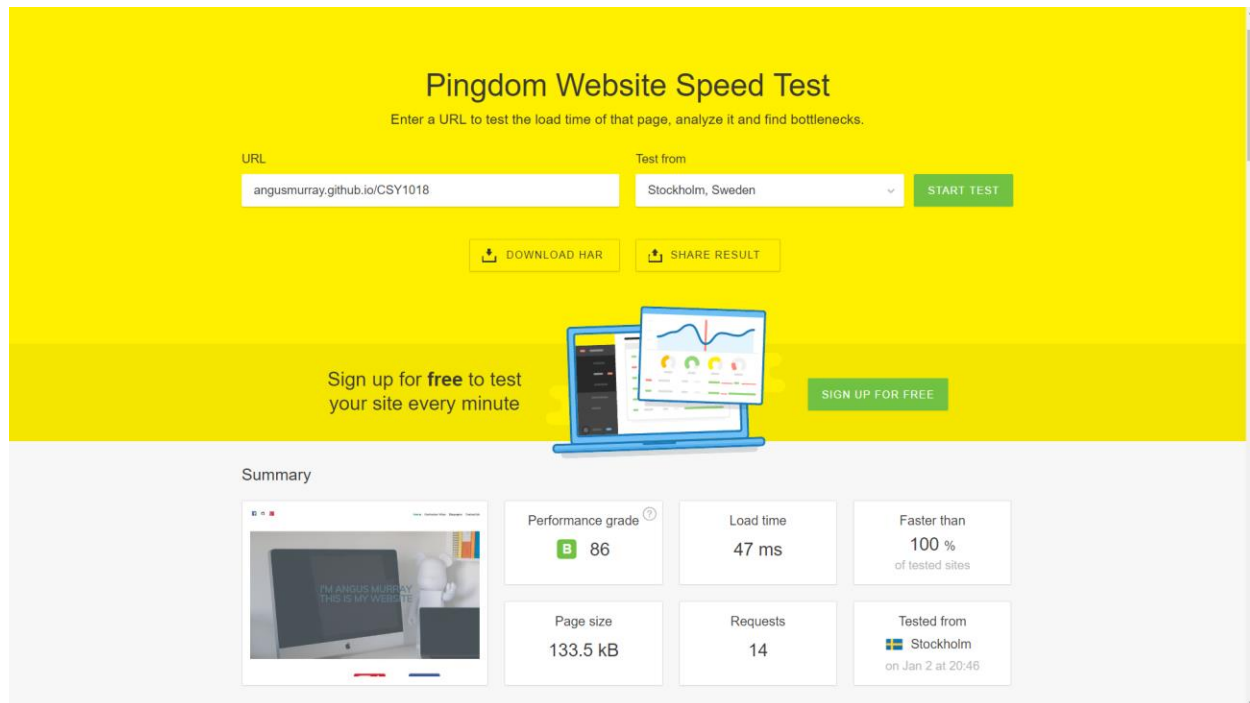 Pingdom Website Speed Test
Enter a URL to test the load time of that page, analyze it and find bottlenecks.
URL
Test from
angusmurray.github.io/CSY1018
Stockholm, Sweden
START TEST
DOWNLOAD HAR
SHARE RESULT
Sign up for free to test
your site every minute
SIGN UP FOR FREE
Summary
Performance grade ?
B 86
Load time
47 ms
Faster than
100 %
of tested sites
I'M ANGUS MURRAY
THIS IS MY WEBSITE
Page size
133.5 kB
Requests
14
Tested from
Stockholm
on Jan 2 at 20:46